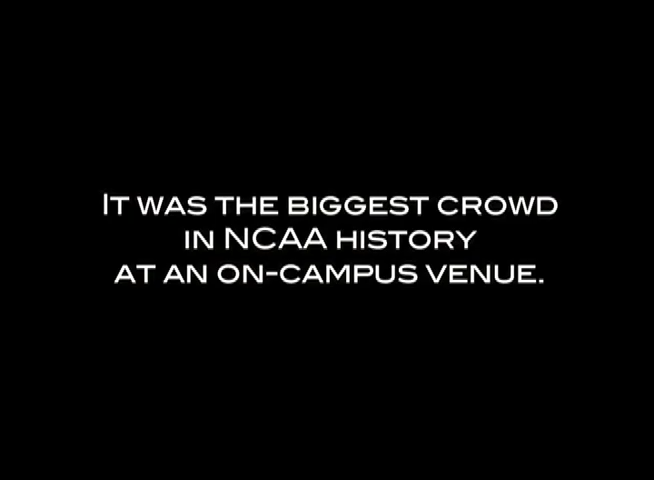 It was the biggest crowd
in NCAA history
at an on-campus venue.